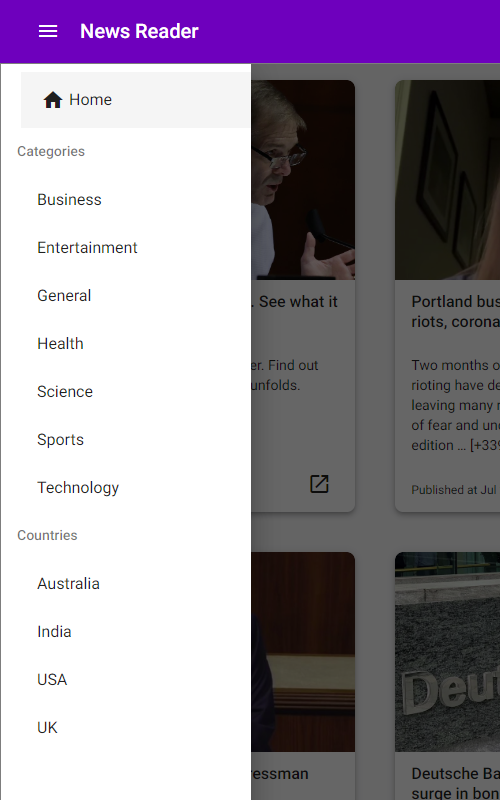 News Reader
Home
Categories
Business
Entertainment
General
Health
Science
Sports
Technology
Countries
Australia
India
USA
UK
. See what it
er. Find out
unfolds.
Portland bus
riots, corona
Two months o
rioting have de
leaving many
of fear and un
edition … [+339
Published at Jul
ressman
Deut
Deutsche Ba
surge in bon